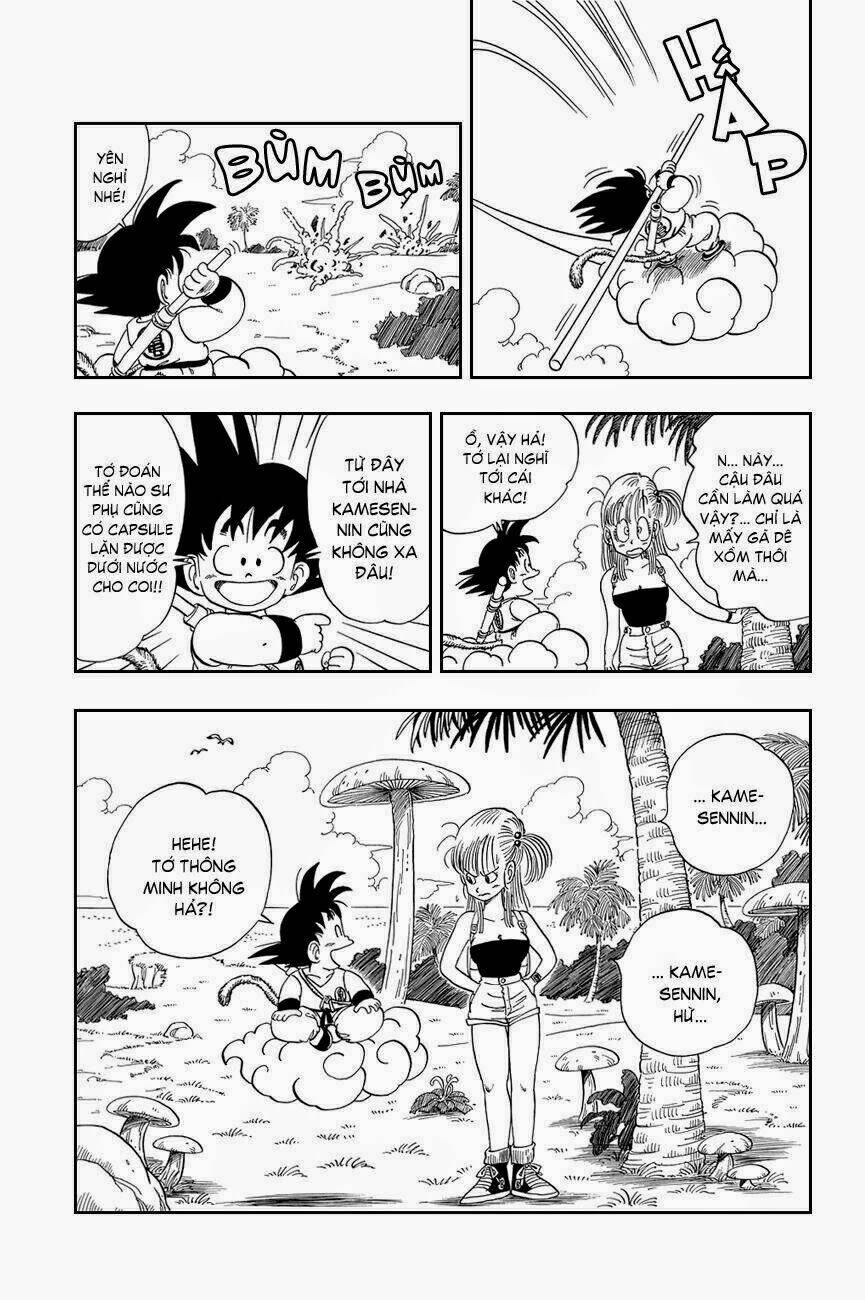 HẤP
YÊN
NGHỈ
NHÉ!
BÙM
BỤM
N... NÀY...
CẬU ĐÂU
CẦN LÀM QUÁ
VẬY?... CHỈ LÀ
MẤY GÃ DÊ
XỒM THÔI
MÀ...
Ồ, VẬY HẢ!
TỚ LẠI NGHĨ
TỚI CÁI
KHÁC!
TỪ ĐÂY
TỚI NHÀ
KAMESEN-
NIN CŨNG
KHÔNG XA
ĐÂU!
TỚ ĐOÁN
THẾ NÀO SƯ
PHỤ CŨNG
CÓ CAPSULE
LẶN ĐƯỢC
DƯỚI NƯỚC
CHO COI!!
... KAME-
SENNIN...
... KAME-
SENNIN,
HỪ...
HEHE!
TỚ THÔNG
MINH KHÔNG
HẢ?!